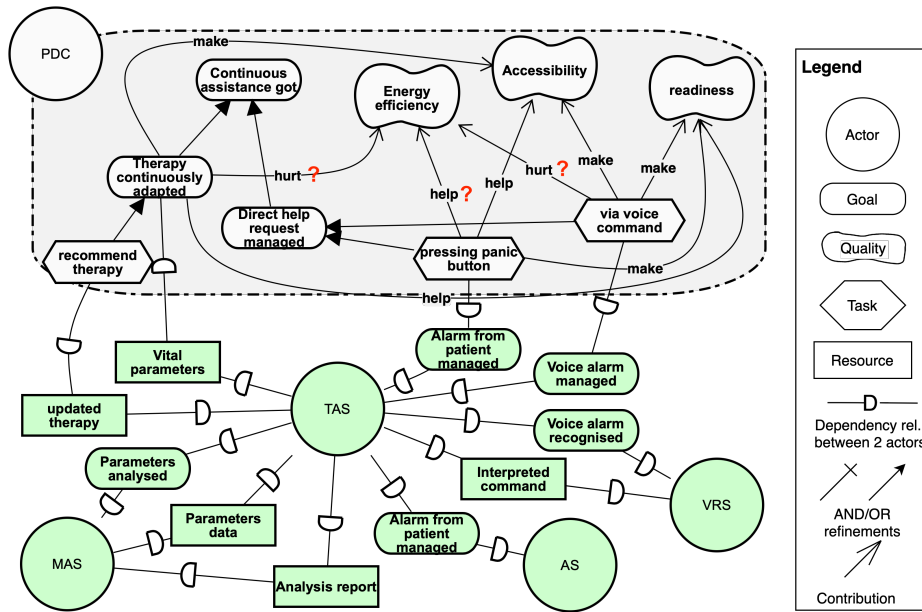 PDC
make
Continuous
assistance got
Energy
efficiency
Accessibility
readiness
Legend
Actor
Goal
Quality
Task
Resource
Dependency rel.
between 2 actors
AND/OR
refinements
Contribution
Therapy
continuously
adapted
hurt ?
help ?
help
hurt ?
make
make
Direct help
request managed
via voice
command
recommend
therapy
pressing panic
button
make
help
Vital
parameters
Alarm from
patient
managed
Voice alarm
managed
updated
therapy
TAS
Voice alarm
recognised
Parameters
analysed
Interpreted
command
VRS
Parameters
data
Alarm from
patient
managed
MAS
AS
Analysis report